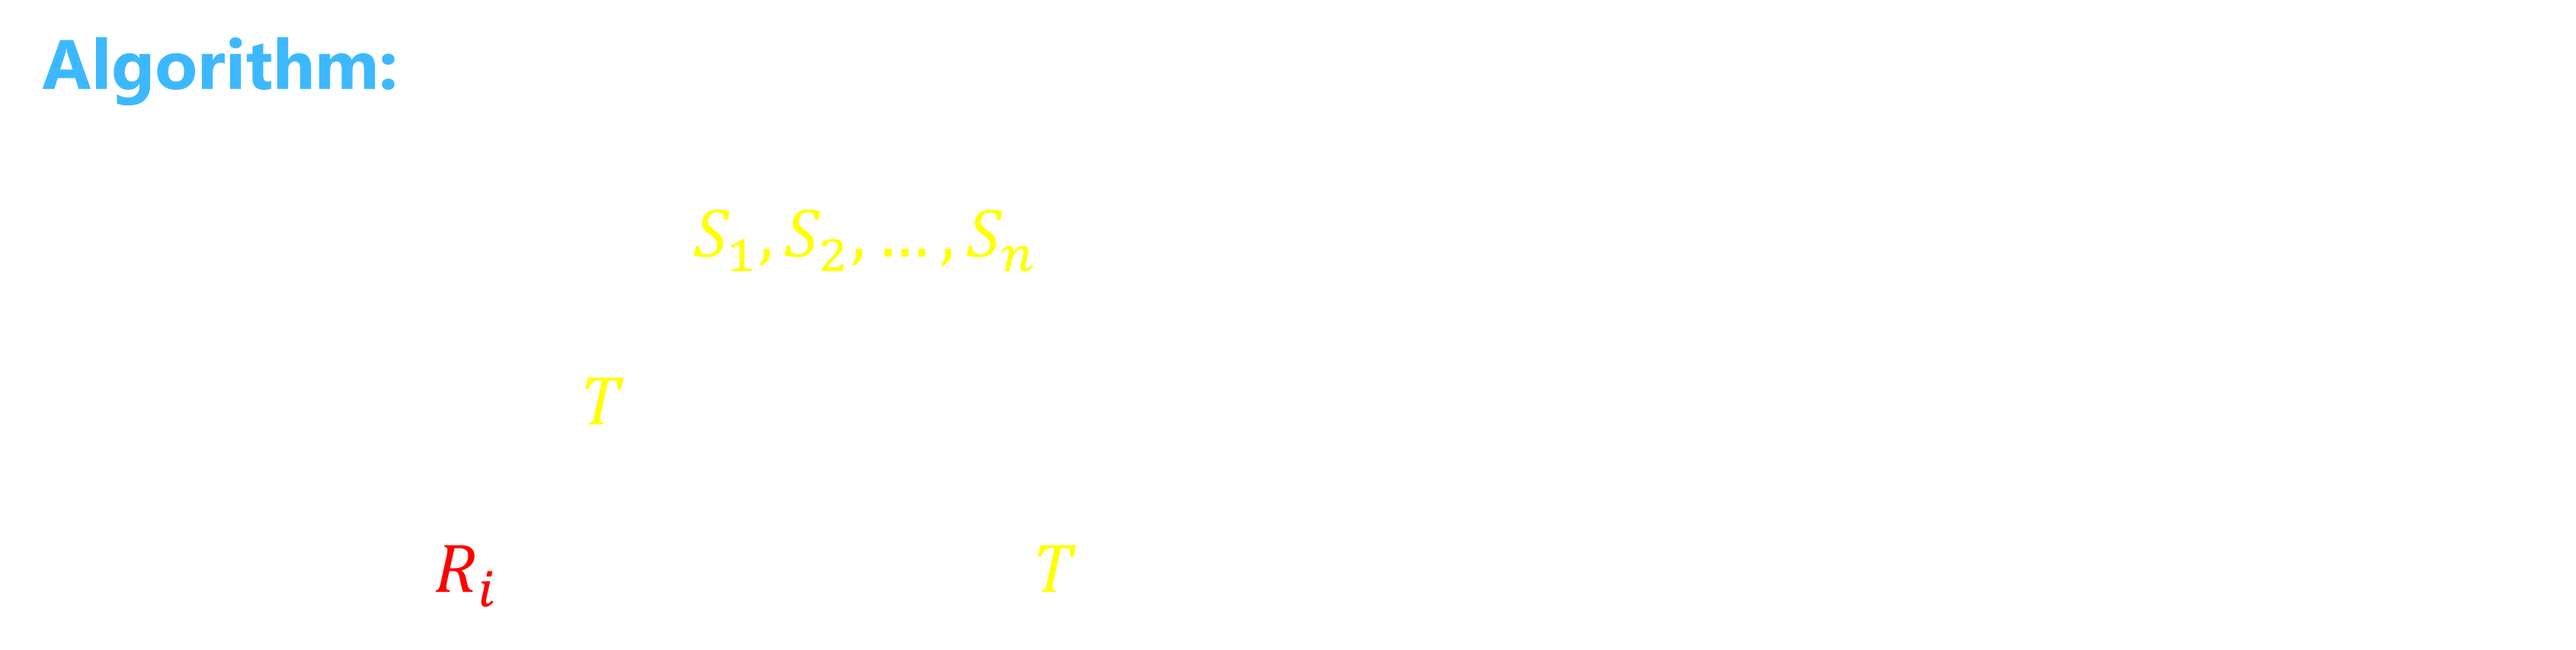 Algorithm:
S₁, S₂, …, Sₙ
T
Rᵢ T